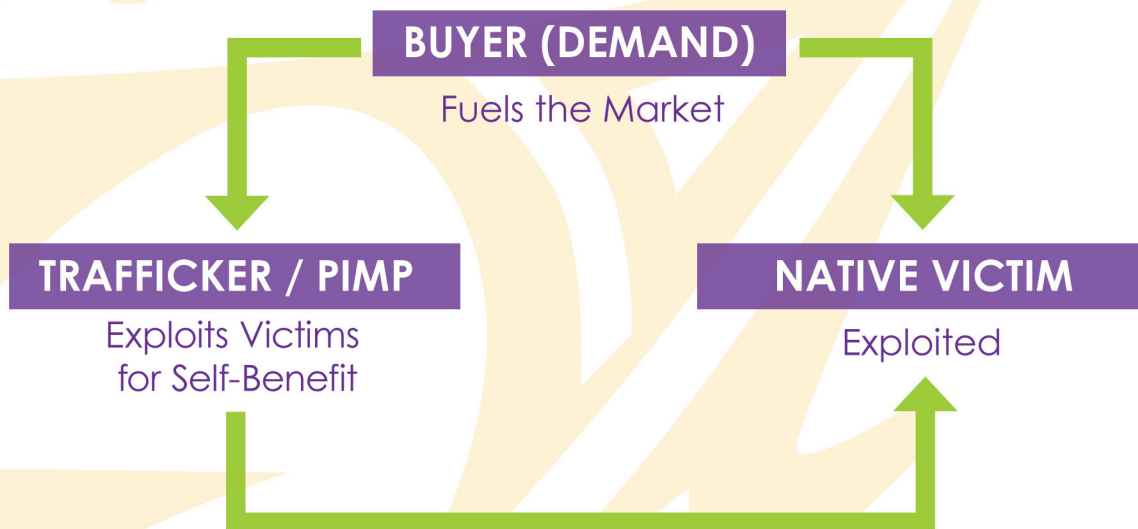 BUYER (DEMAND)
Fuels the Market
TRAFFICKER / PIMP
Exploits Victims
for Self-Benefit
NATIVE VICTIM
Exploited